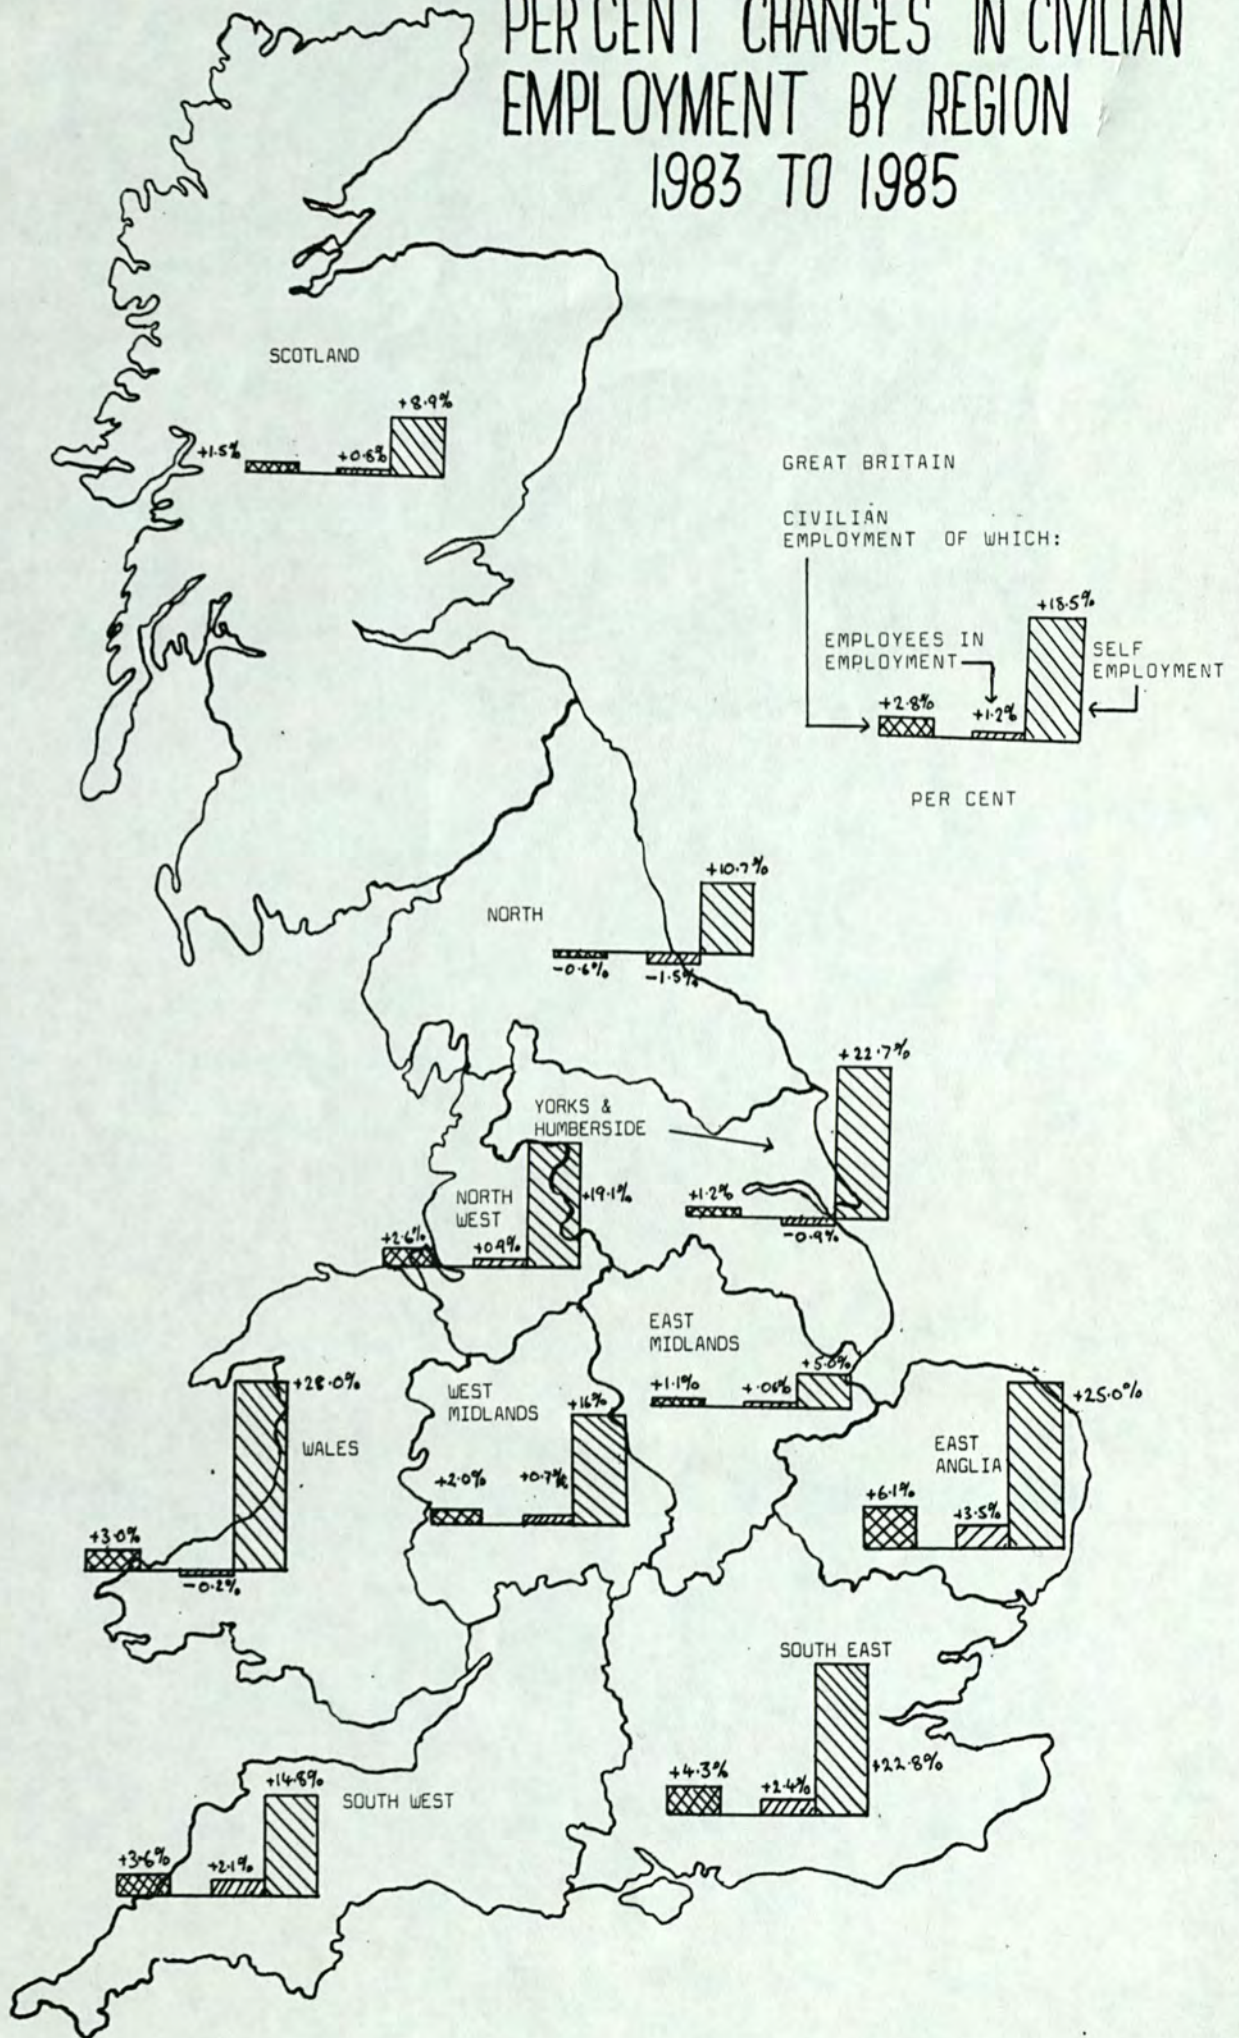 PER CENT CHANGES IN CIVILIAN
EMPLOYMENT BY REGION
1983 TO 1985
SCOTLAND
+8.9%
+1.5%
GREAT BRITAIN
CIVILIAN
EMPLOYMENT OF WHICH:
+18.5%
EMPLOYEES IN
EMPLOYMENT
SELF
EMPLOYMENT
+2.8%
+1.2%
PER CENT
+10.7%
NORTH
-0.6%
-1.5%
+22.7%
YORKS &
HUMBERSIDE
NORTH
WEST
+19.1%
+1.2%
-0.9%
+2.6%
+0.9%
EAST
MIDLANDS
+1.1%
+28.0%
WEST
MIDLANDS
+16%
+25.0%
WALES
EAST
ANGLIA
+2.0%
+0.7%
+6.1%
+3.5%
+3.0%
-0.2%
SOUTH EAST
+4.3%
+2.4%
+22.8%
+14.8%
SOUTH WEST
+3.6%
+2.1%